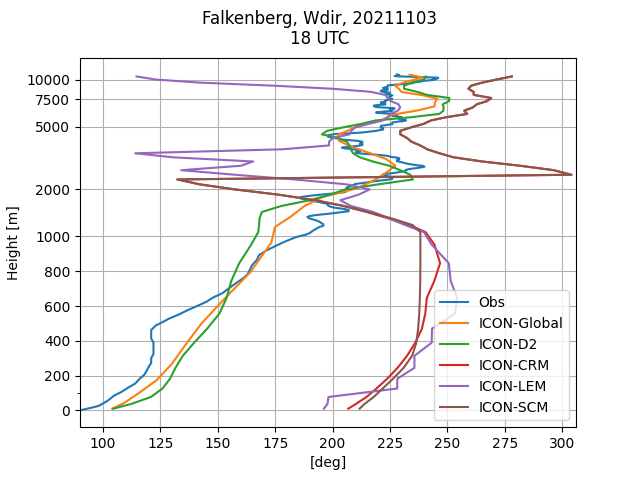 Falkenberg, Wdir, 20211103
18 UTC
Height [m]
10000
7500
5000
2000
1000
800
600
400
200
0
Obs
ICON-Global
ICON-D2
ICON-CRM
ICON-LEM
ICON-SCM
100 125 150 175 200 225 250 275 300
[deg]